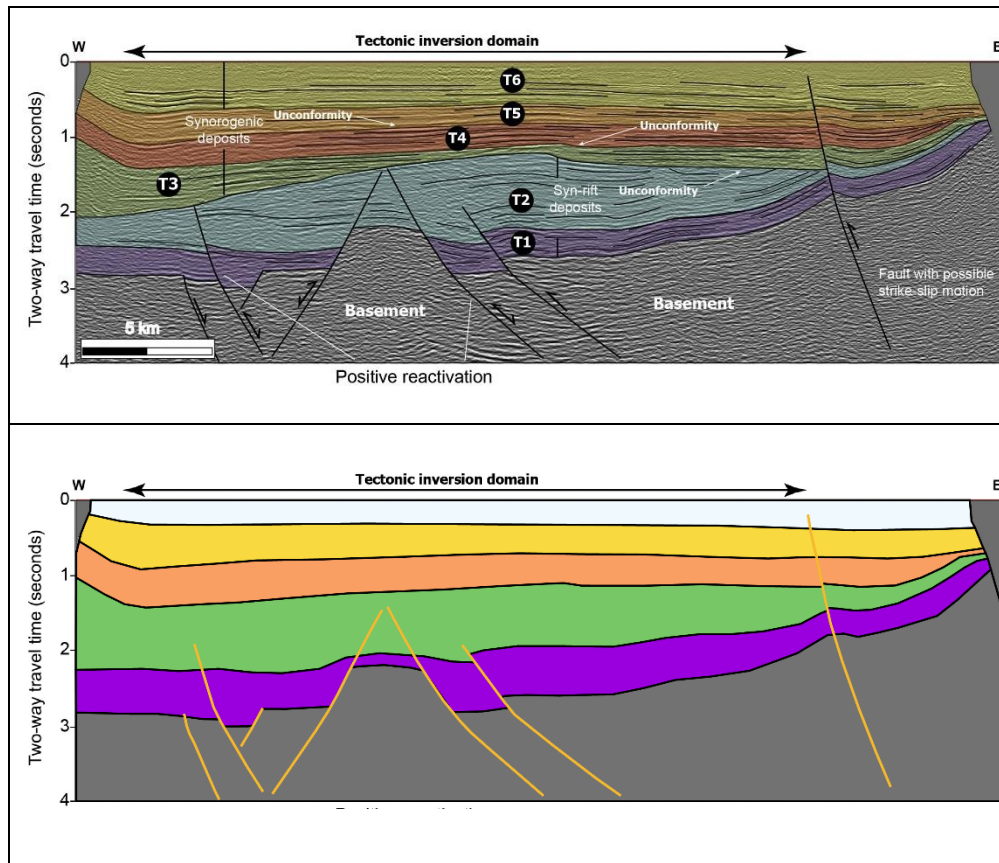 Tectonic inversion domain
W
E
0
T6
T5
Unconformity
Synorogenic
deposits
Unconformity
1
T4
T3
Unconformity
Syn-rift
deposits
T2
2
T1
Two-way travel time (seconds)
3
Basement
Basement
Fault with possible
strike-slip motion
5 km
4
Positive reactivation
Tectonic inversion domain
W
E
0
1
Two-way travel time (seconds)
2
3
4